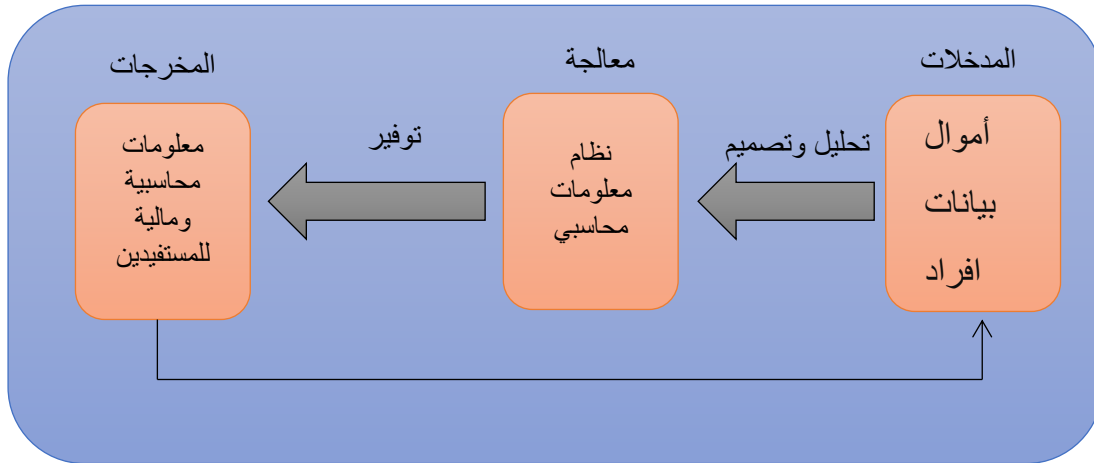 المدخلات
أموال
بيانات
افراد
تحليل وتصميم
معالجة
نظام
معلومات
محاسبي
توفير
المخرجات
معلومات
محاسبية
ومالية
للمستفيدين